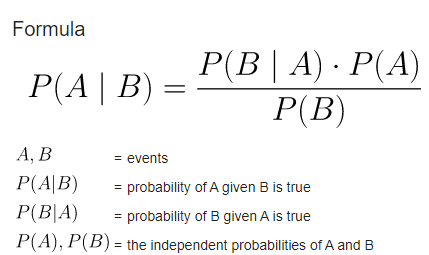 Formula
P(A | B) = P(B | A) · P(A) / P(B)
A, B = events
P(A|B) = probability of A given B is true
P(B|A) = probability of B given A is true
P(A), P(B) = the independent probabilities of A and B